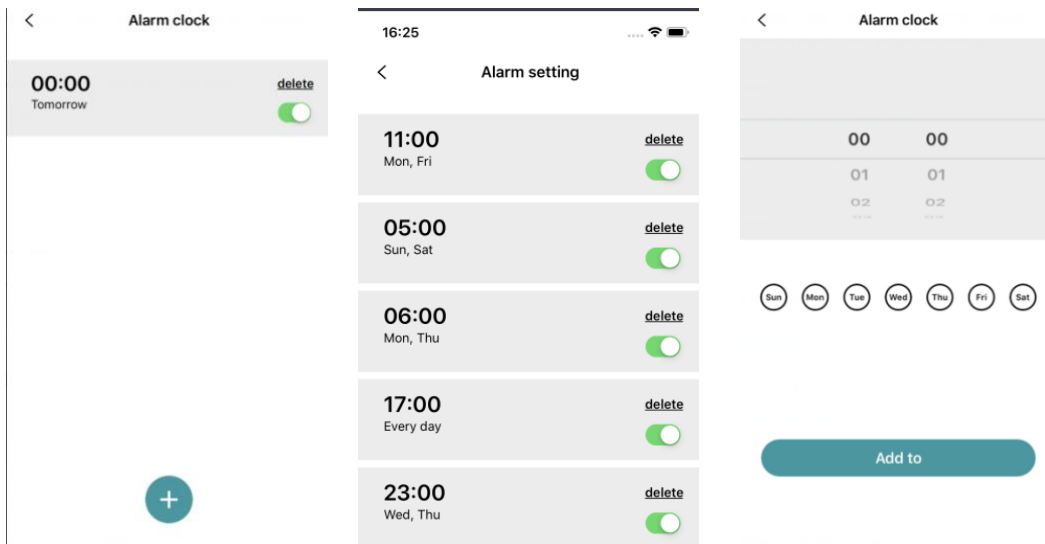 Alarm clock
00:00
delete
Tomorrow
+
16:25
Alarm setting
11:00
delete
Mon, Fri
05:00
delete
Sun, Sat
06:00
delete
Mon, Thu
17:00
delete
Every day
23:00
delete
Wed, Thu
Alarm clock
00 00
01 01
02 02
Sun Mon Tue Wed Thu Fri Sat
Add to